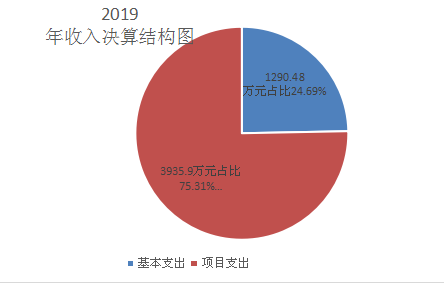 2019
年收入决算结构图
1290.48
万元占比24.69%
3935.9万元占比
75.31%...
基本支出 项目支出